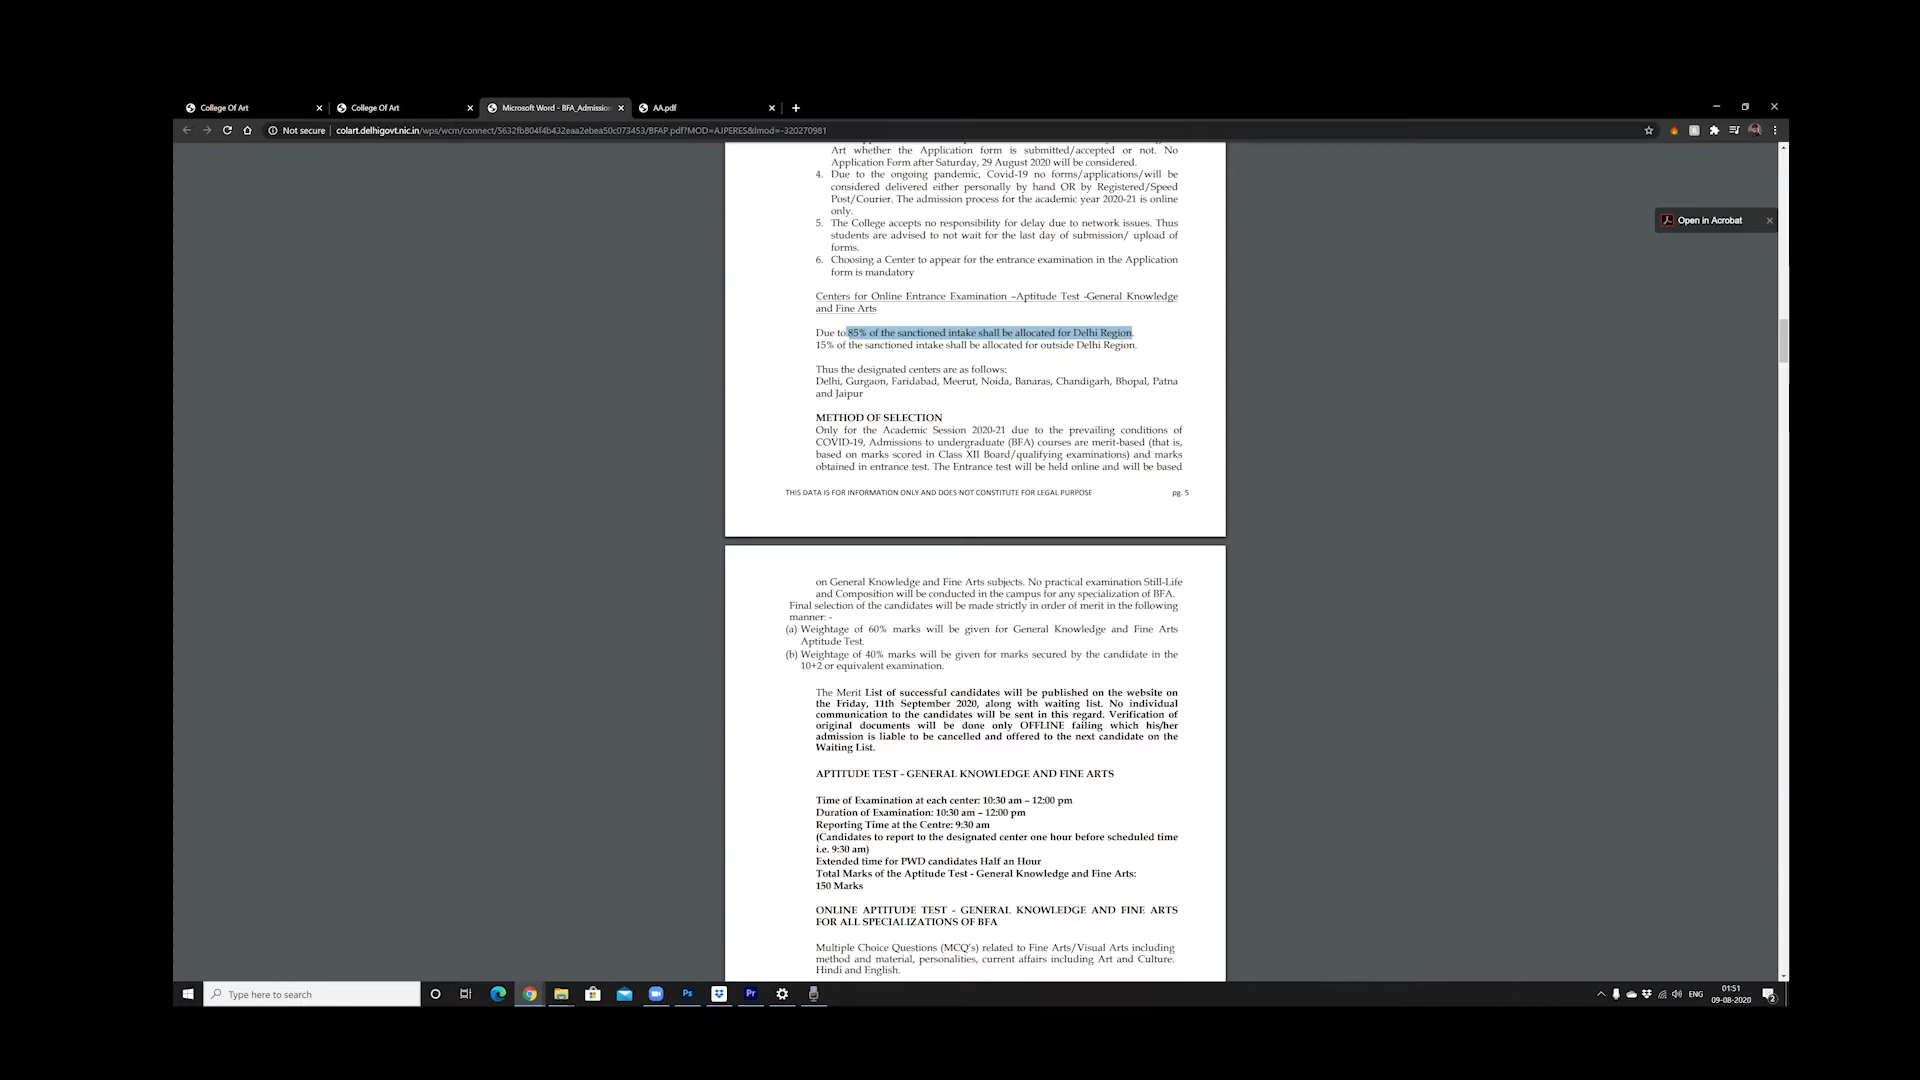 College Of Art
College Of Art
Microsoft Word - BFA_Admission
AA.pdf
Not secure | colart.delhigovt.nic.in/wps/wcm/connect/5632fb804f4b432eaa2ebea50c073453/BFAP.pdf?MOD=AJPERES&lmod=-320270981
Open in Acrobat
Art whether the Application form is submitted/accepted or not. No
Application Form after Saturday, 29 August 2020 will be considered.
4. Due to the ongoing pandemic, Covid-19 no forms/applications/will be
considered delivered either personally by hand OR by Registered/Speed
Post/Courier. The admission process for the academic year 2020-21 is online
only.
5. The College accepts no responsibility for delay due to network issues. Thus
students are advised to not wait for the last day of submission/ upload of
forms.
6. Choosing a Center to appear for the entrance examination in the Application
form is mandatory
Centers for Online Entrance Examination –Aptitude Test -General Knowledge
and Fine Arts
Due to 85% of the sanctioned intake shall be allocated for Delhi Region.
15% of the sanctioned intake shall be allocated for outside Delhi Region.
Thus the designated centers are as follows:
Delhi, Gurgaon, Faridabad, Meerut, Noida, Banaras, Chandigarh, Bhopal, Patna
and Jaipur
METHOD OF SELECTION
Only for the Academic Session 2020-21 due to the prevailing conditions of
COVID-19, Admissions to undergraduate (BFA) courses are merit-based (that is,
based on marks scored in Class XII Board/qualifying examinations) and marks
obtained in entrance test. The Entrance test will be held online and will be based
THIS DATA IS FOR INFORMATION ONLY AND DOES NOT CONSTITUTE FOR LEGAL PURPOSE pg. 5
on General Knowledge and Fine Arts subjects. No practical examination Still-Life
and Composition will be conducted in the campus for any specialization of BFA.
Final selection of the candidates will be made strictly in order of merit in the following
manner: -
(a) Weightage of 60% marks will be given for General Knowledge and Fine Arts
Aptitude Test.
(b) Weightage of 40% marks will be given for marks secured by the candidate in the
10+2 or equivalent examination.
The Merit List of successful candidates will be published on the website on
the Friday, 11th September 2020, along with waiting list. No individual
communication to the candidates will be sent in this regard. Verification of
original documents will be done only OFFLINE failing which his/her
admission is liable to be cancelled and offered to the next candidate on the
Waiting List.
APTITUDE TEST - GENERAL KNOWLEDGE AND FINE ARTS
Time of Examination at each center: 10:30 am – 12:00 pm
Duration of Examination: 10:30 am – 12:00 pm
Reporting Time at the Centre: 9:30 am
(Candidates to report to the designated center one hour before scheduled time
i.e. 9:30 am)
Extended time for PWD candidates Half an Hour
Total Marks of the Aptitude Test - General Knowledge and Fine Arts:
150 Marks
ONLINE APTITUDE TEST - GENERAL KNOWLEDGE AND FINE ARTS
FOR ALL SPECIALIZATIONS OF BFA
Multiple Choice Questions (MCQ's) related to Fine Arts/Visual Arts including
method and material, personalities, current affairs including Art and Culture.
Hindi and English.
Type here to search
Ps
Pr
ENG
01:51
09-08-2020
2